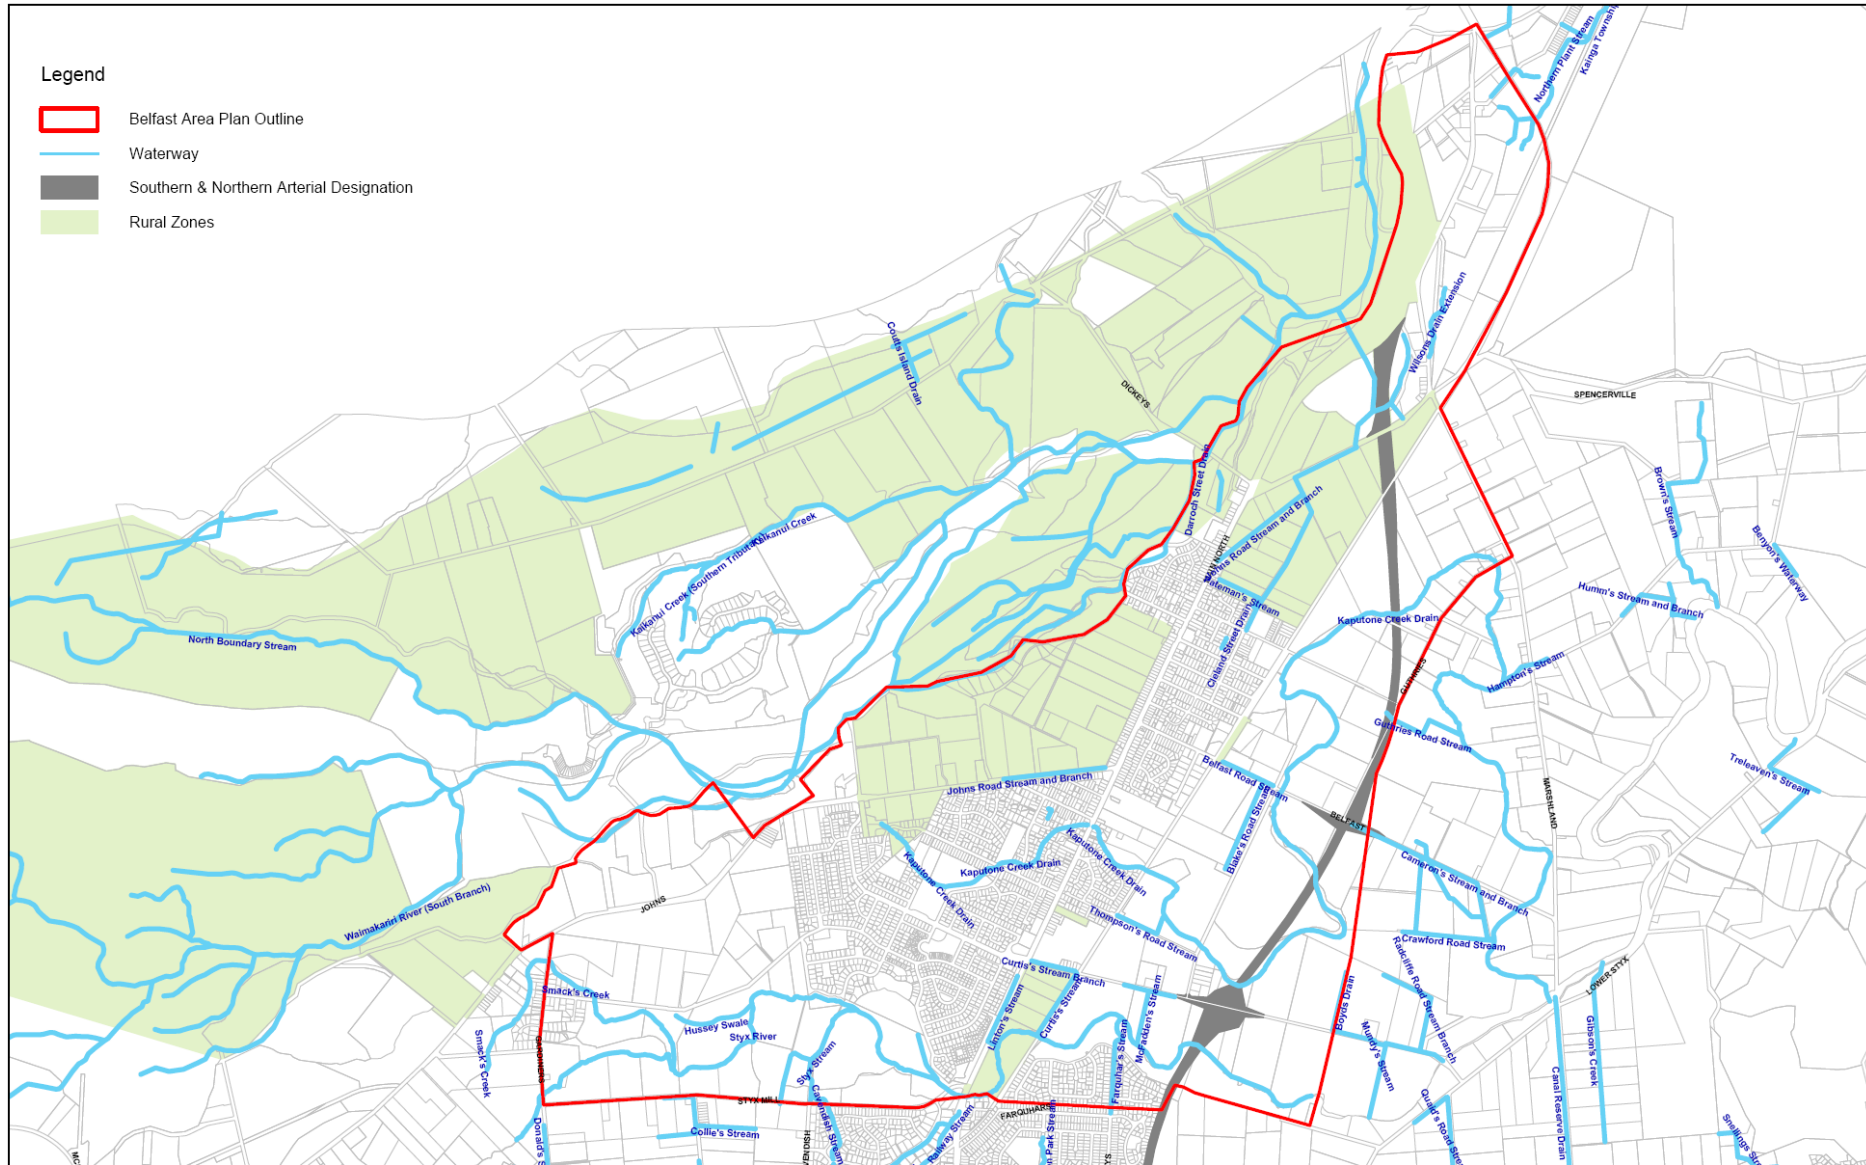 Legend
Belfast Area Plan Outline
Waterway
Southern & Northern Arterial Designation
Rural Zones
Northern Plant Stream
Kainga Township
Wilsons Drain Extension
Coutts Island Drain
DICKEYS
SPENCERVILLE
Darroch Street Drain
Brown's Stream
Benyon's Waterway
Kaikanui Creek
Kaikanui Creek (Southern Tributary)
MAIN NORTH
Johns Road Stream and Branch
Bateman's Stream
Cleland Street Drain
Kaputone Creek Drain
Humm's Stream and Branch
North Boundary Stream
Hampton's Stream
GUTHRIES
Guthries Road Stream
Belfast Road Stream
Treleaven's Stream
Johns Road Stream and Branch
Blake's Road Stream
BELFAST
MARSHLAND
Kaputone Creek Drain
Kaputone Creek Drain
Kaputone Creek Drain
Cameron's Stream and Branch
Waimakariri River (South Branch)
JOHNS
Thompson's Road Stream
Crawford Road Stream
Radcliffe Road Stream Branch
LOWER STYX
Curtis's Stream Branch
Smack's Creek
Linton's Stream
Curtis's Stream
McFadden's Stream
Farquhar's Stream
Boyds Drain
Hussey Swale
Styx River
Styx Stream
Smack's Creek
GARDINERS
Mundy's Stream
Gibson's Creek
Canal Reserve Drain
STYX MILL
Cavendish Stream
FARQUHARS
Railway Stream
Collie's Stream